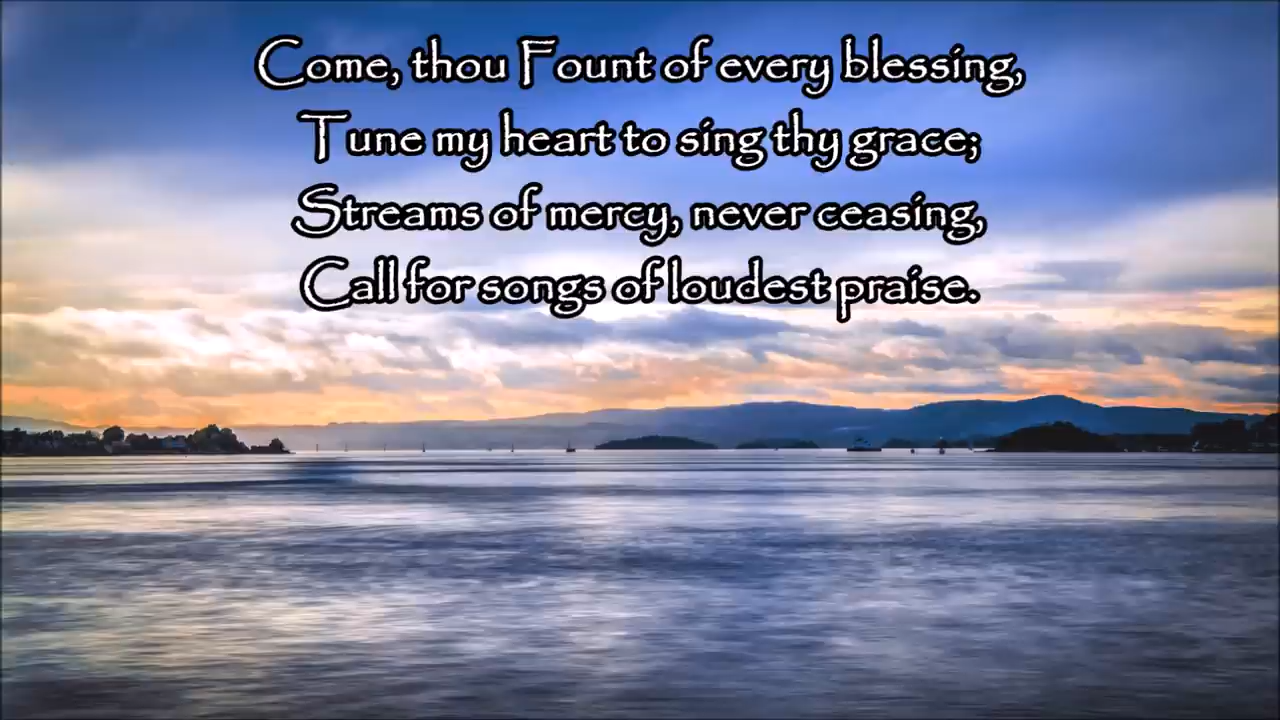 Come, thou Fount of every blessing,
Tune my heart to sing thy grace;
Streams of mercy, never ceasing,
Call for songs of loudest praise.